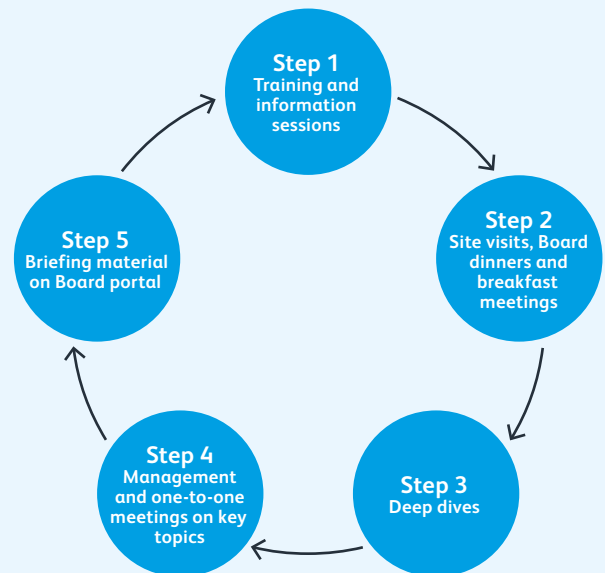 Step 1
Training and
information
sessions
Step 2
Site visits, Board
dinners and
breakfast
meetings
Step 3
Deep dives
Step 4
Management
and one-to-one
meetings on key
topics
Step 5
Briefing material
on Board portal